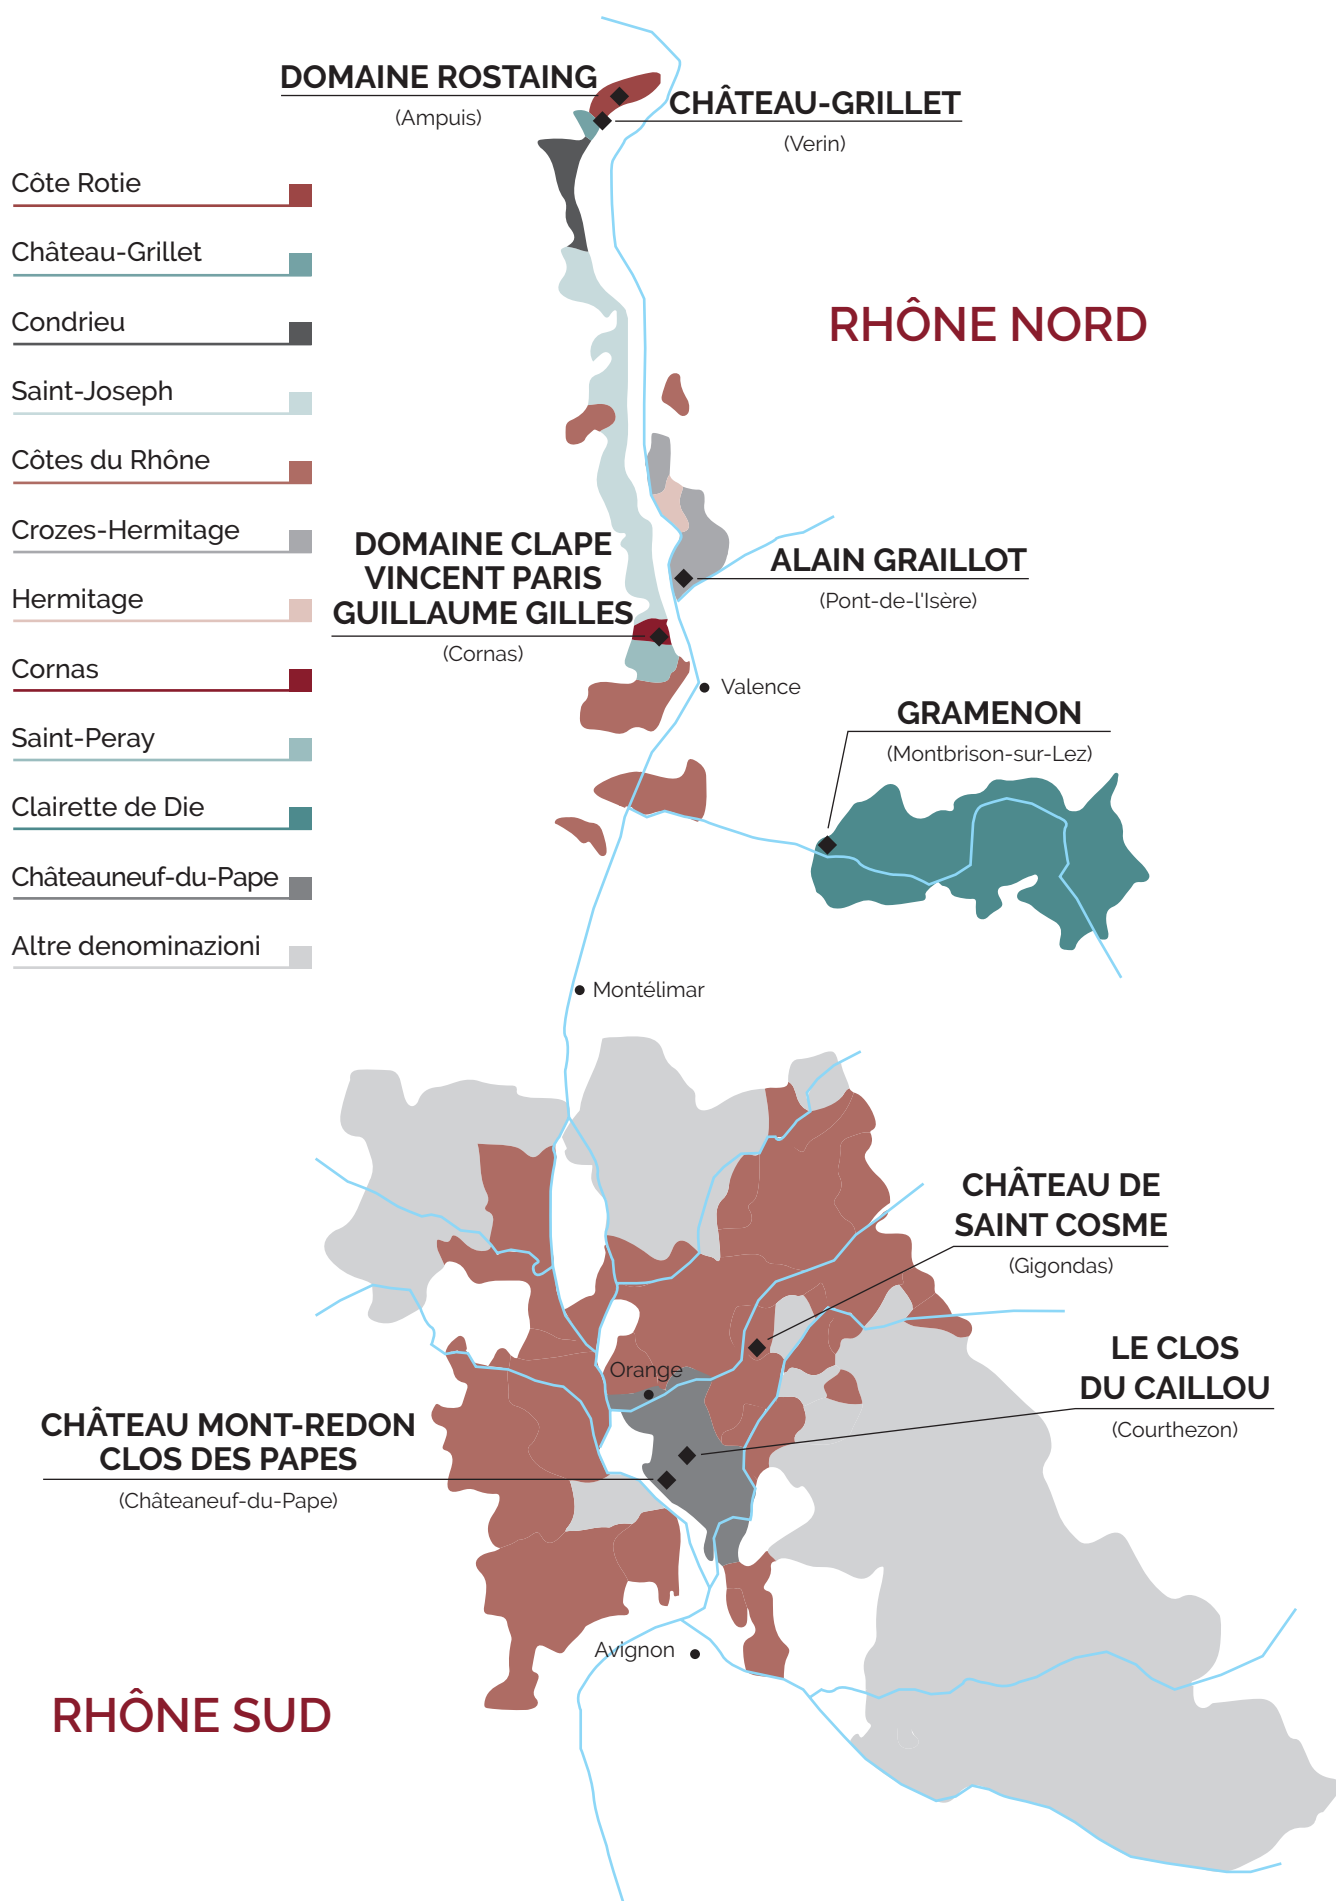 DOMAINE ROSTAING
(Ampuis)
CHÂTEAU-GRILLET
(Verin)
Côte Rotie
Château-Grillet
Condrieu
Saint-Joseph
Côtes du Rhône
Crozes-Hermitage
Hermitage
Cornas
Saint-Peray
Clairette de Die
Châteauneuf-du-Pape
Altre denominazioni
RHÔNE NORD
DOMAINE CLAPE
VINCENT PARIS
GUILLAUME GILLES
(Cornas)
ALAIN GRAILLOT
(Pont-de-l'Isère)
Valence
GRAMENON
(Montbrison-sur-Lez)
Montélimar
CHÂTEAU DE
SAINT COSME
(Gigondas)
LE CLOS
DU CAILLOU
(Courthezon)
Orange
CHÂTEAU MONT-REDON
CLOS DES PAPES
(Châteaneuf-du-Pape)
Avignon
RHÔNE SUD